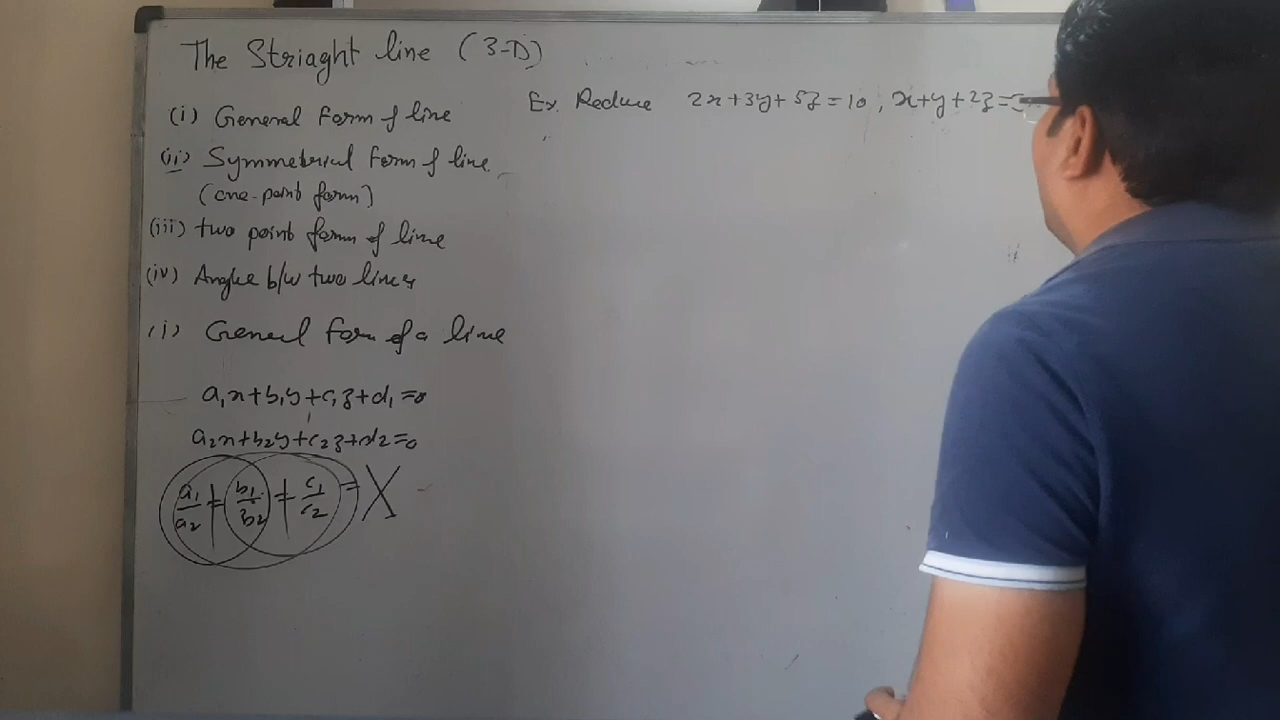 The Striaght line (3-D)
(i) General Form of line
(ii) Symmetrical Form of line
(one-point form)
(iii) two point form of line
(iv) Angle b/w two lines
(i) General form of a line
a₁x+b₁y+c₁z+d₁=0
a₂x+b₂y+c₂z+d₂=0
a₁/a₂ ≠ b₁/b₂ ≠ c₁/c₂ =
Ex. Reduce 2x+3y+5z=10, x+y+2z=